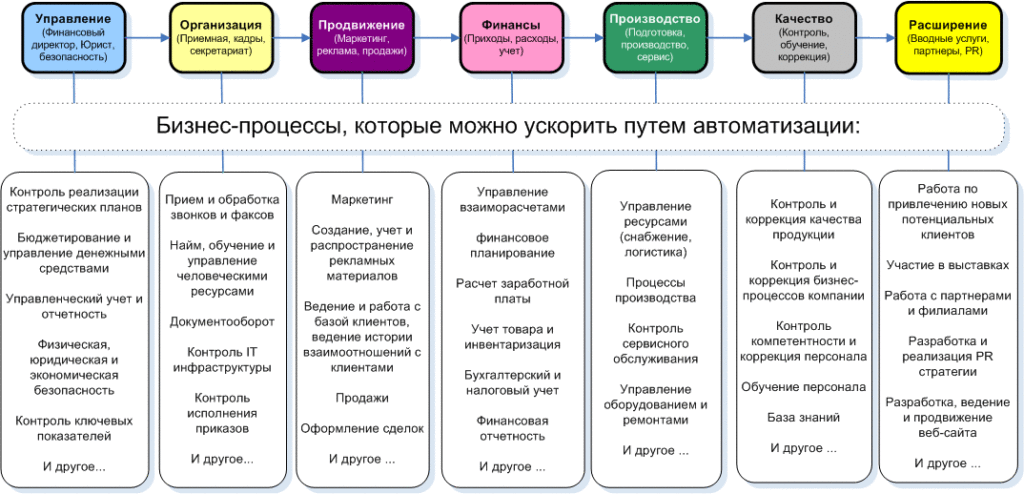 Управление
(Финансовый
директор, Юрист,
безопасность)
Организация
(Приемная, кадры,
секретариат)
Продвижение
(Маркетинг,
реклама, продажи)
Финансы
(Приходы, расходы,
учет)
Производство
(Подготовка,
производство,
сервис)
Качество
(Контроль,
обучение,
коррекция)
Расширение
(Вводные услуги,
партнеры, PR)
Бизнес-процессы, которые можно ускорить путем автоматизации:
Контроль реализации
стратегических планов
Бюджетирование и
управление денежными
средствами
Управленческий учет и
отчетность
Физическая,
юридическая и
экономическая
безопасность
Контроль ключевых
показателей
И другое...
Прием и обработка
звонков и факсов
Найм, обучение и
управление
человеческими
ресурсами
Документооборот
Контроль IT
инфраструктуры
Контроль
исполнения
приказов
И другое...
Маркетинг
Создание, учет и
распространение
рекламных
материалов
Ведение и работа с
базой клиентов,
ведение истории
взаимоотношений с
клиентами
Продажи
Оформление сделок
И другое ...
Управление
взаиморасчетами
финансовое
планирование
Расчет заработной
платы
Учет товара и
инвентаризация
Бухгалтерский и
налоговый учет
Финансовая
отчетность
И другое ...
Управление
ресурсами
(снабжение,
логистика)
Процессы
производства
Контроль
сервисного
обслуживания
Управление
оборудованием и
ремонтами
И другое ...
Контроль и
коррекция качества
продукции
Контроль и
коррекция бизнес-
процессов компании
Контроль
компетентности и
коррекция персонала
Обучение персонала
База знаний
И другое ...
Работа по
привлечению новых
потенциальных
клиентов
Участие в выставках
Работа с партнерами
и филиалами
Разработка и
реализация PR
стратегии
Разработка, ведение
и продвижение
веб-сайта
И другое ...